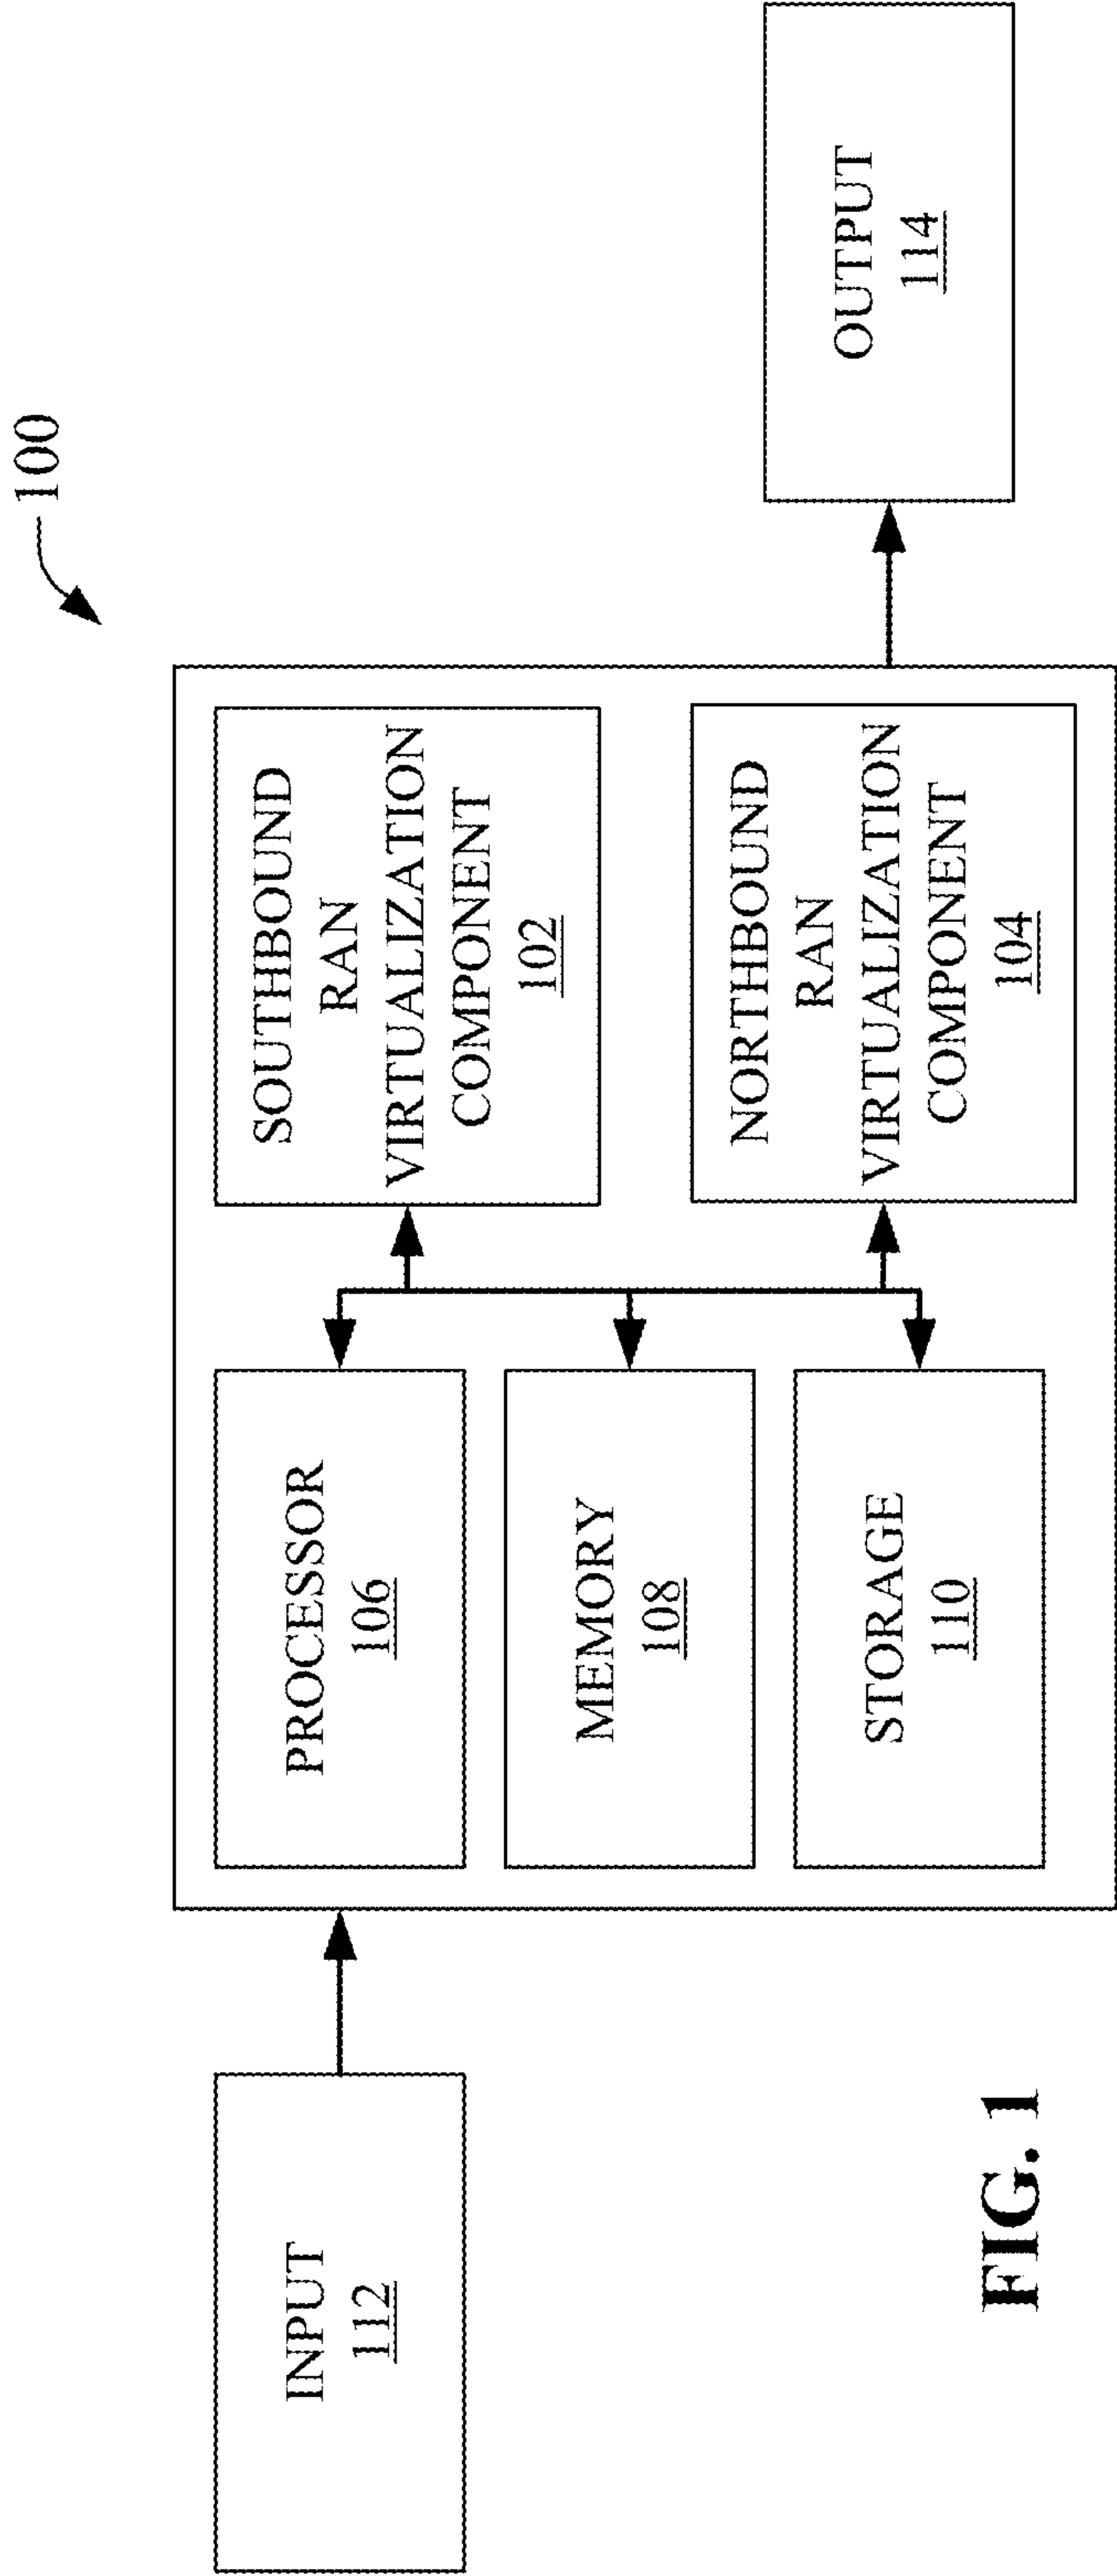 100
INPUT
112
PROCESSOR
106
MEMORY
108
STORAGE
110
SOUTHBOUND
RAN
VIRTUALIZATION
COMPONENT
102
NORTHBOUND
RAN
VIRTUALIZATION
COMPONENT
104
OUTPUT
114
FIG. 1